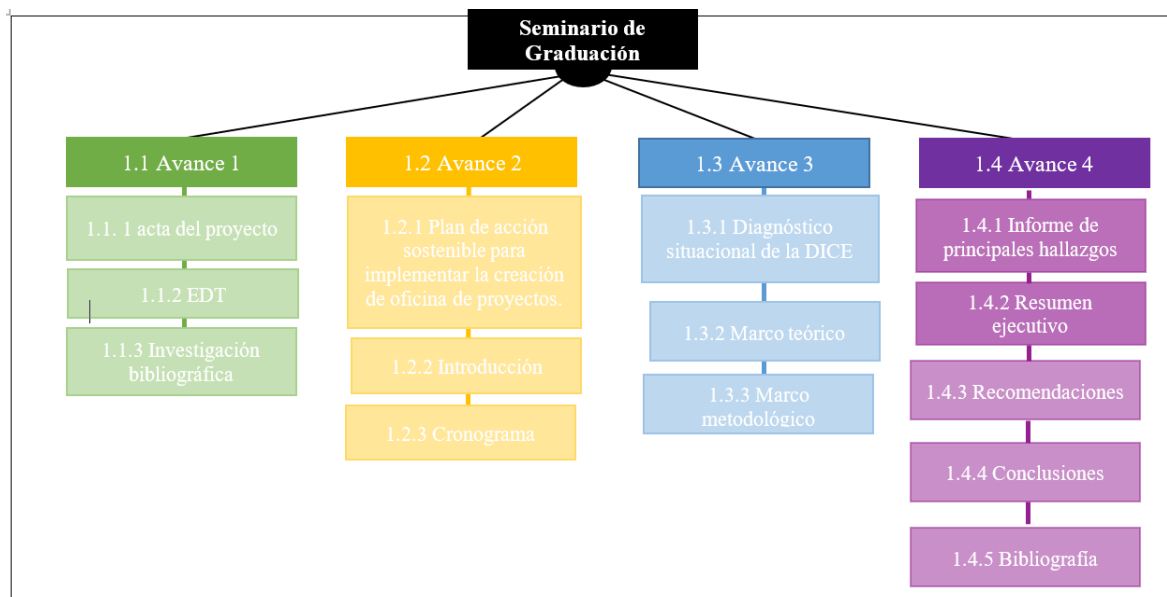 Seminario de
Graduación
1.1 Avance 1
1.1. 1 acta del proyecto
1.1.2 EDT
1.1.3 Investigación
bibliográfica
1.2 Avance 2
1.2.1 Plan de acción
sostenible para
implementar la creación
de oficina de proyectos.
1.2.2 Introducción
1.2.3 Cronograma
1.3 Avance 3
1.3.1 Diagnóstico
situacional de la DICE
1.3.2 Marco teórico
1.3.3 Marco
metodológico
1.4 Avance 4
1.4.1 Informe de
principales hallazgos
1.4.2 Resumen
ejecutivo
1.4.3 Recomendaciones
1.4.4 Conclusiones
1.4.5 Bibliografía